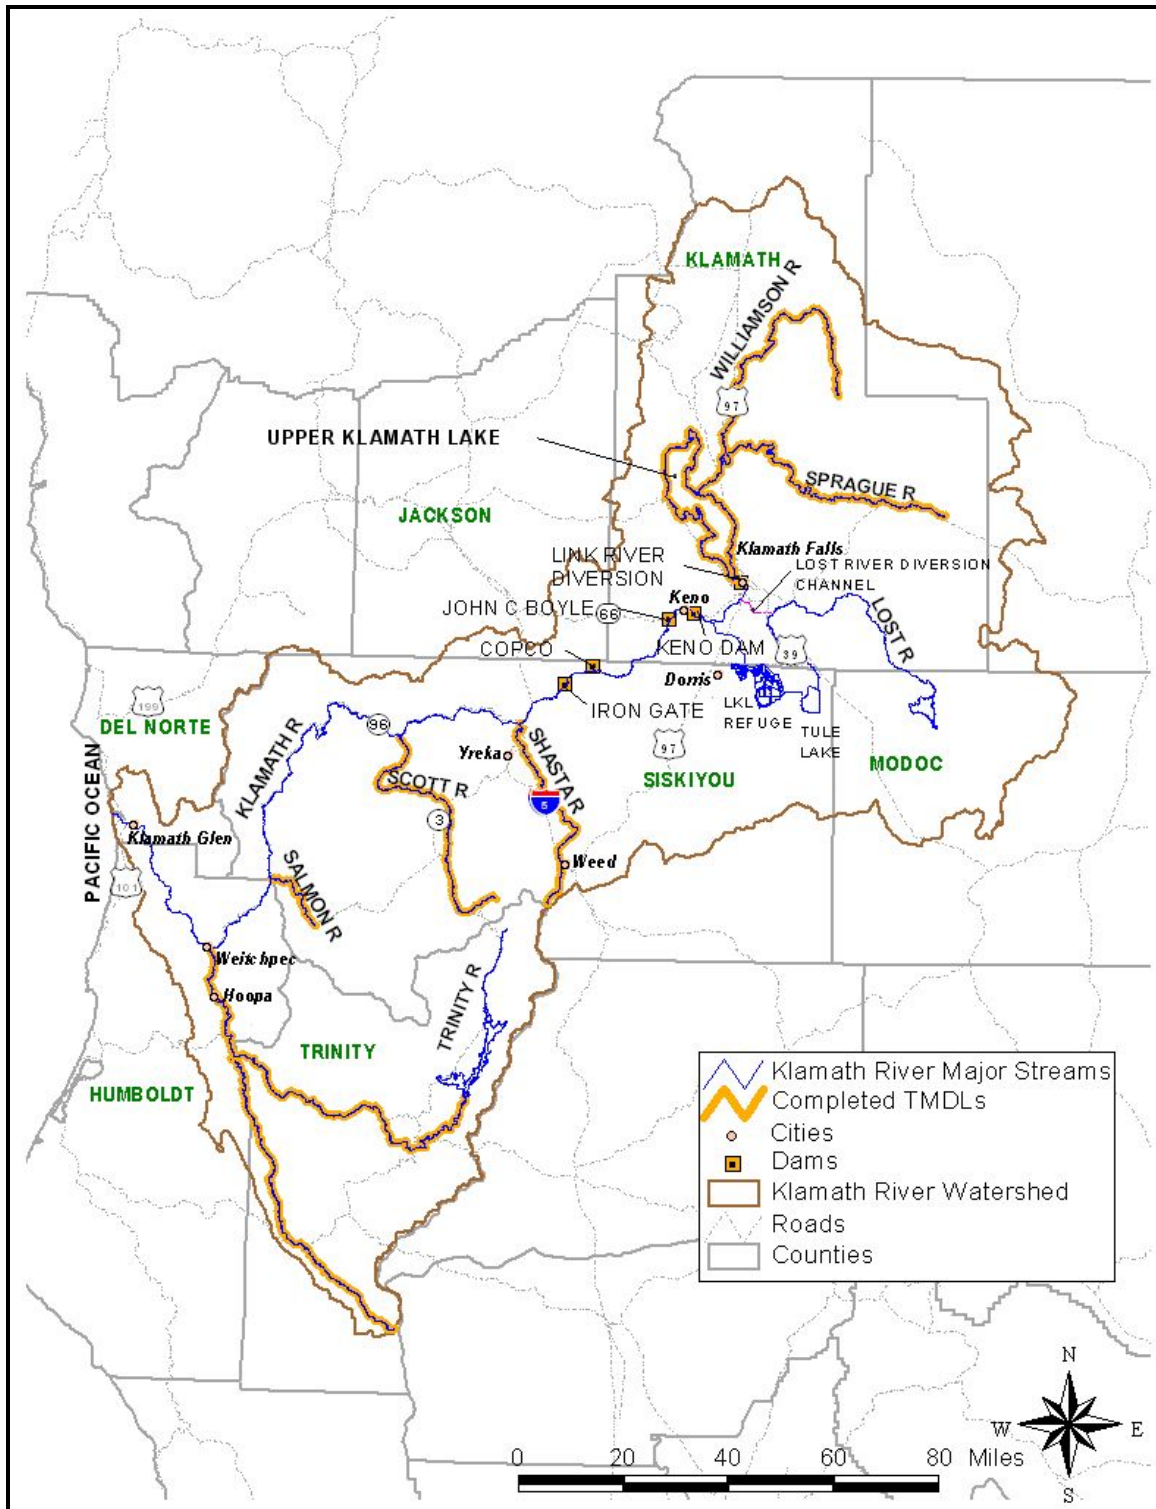 KLAMATH
WILLIAMSON R
97
UPPER KLAMATH LAKE
SPRAGUE R
JACKSON
Klamath Falls
LINK RIVER
DIVERSION
LOST RIVER DIVERSION
CHANNEL
Keno
JOHN C BOYLE
66
LOST R
KENO DAM
39
COPCO
Dorris
199
DEL NORTE
IRON GATE
LKL
REFUGE
TULE
LAKE
96
KLAMATH R
Yreka
SHASTA R
97
SISKIYOU
MODOC
SCOTT R
5
3
PACIFIC OCEAN
Klamath Glen
Weed
101
SALMON R
Weitchpec
Hoopa
TRINITY R
TRINITY
HUMBOLDT
Klamath River Major Streams
Completed TMDLs
Cities
Dams
Klamath River Watershed
Roads
Counties
N
W
E
S
0 20 40 60 80 Miles